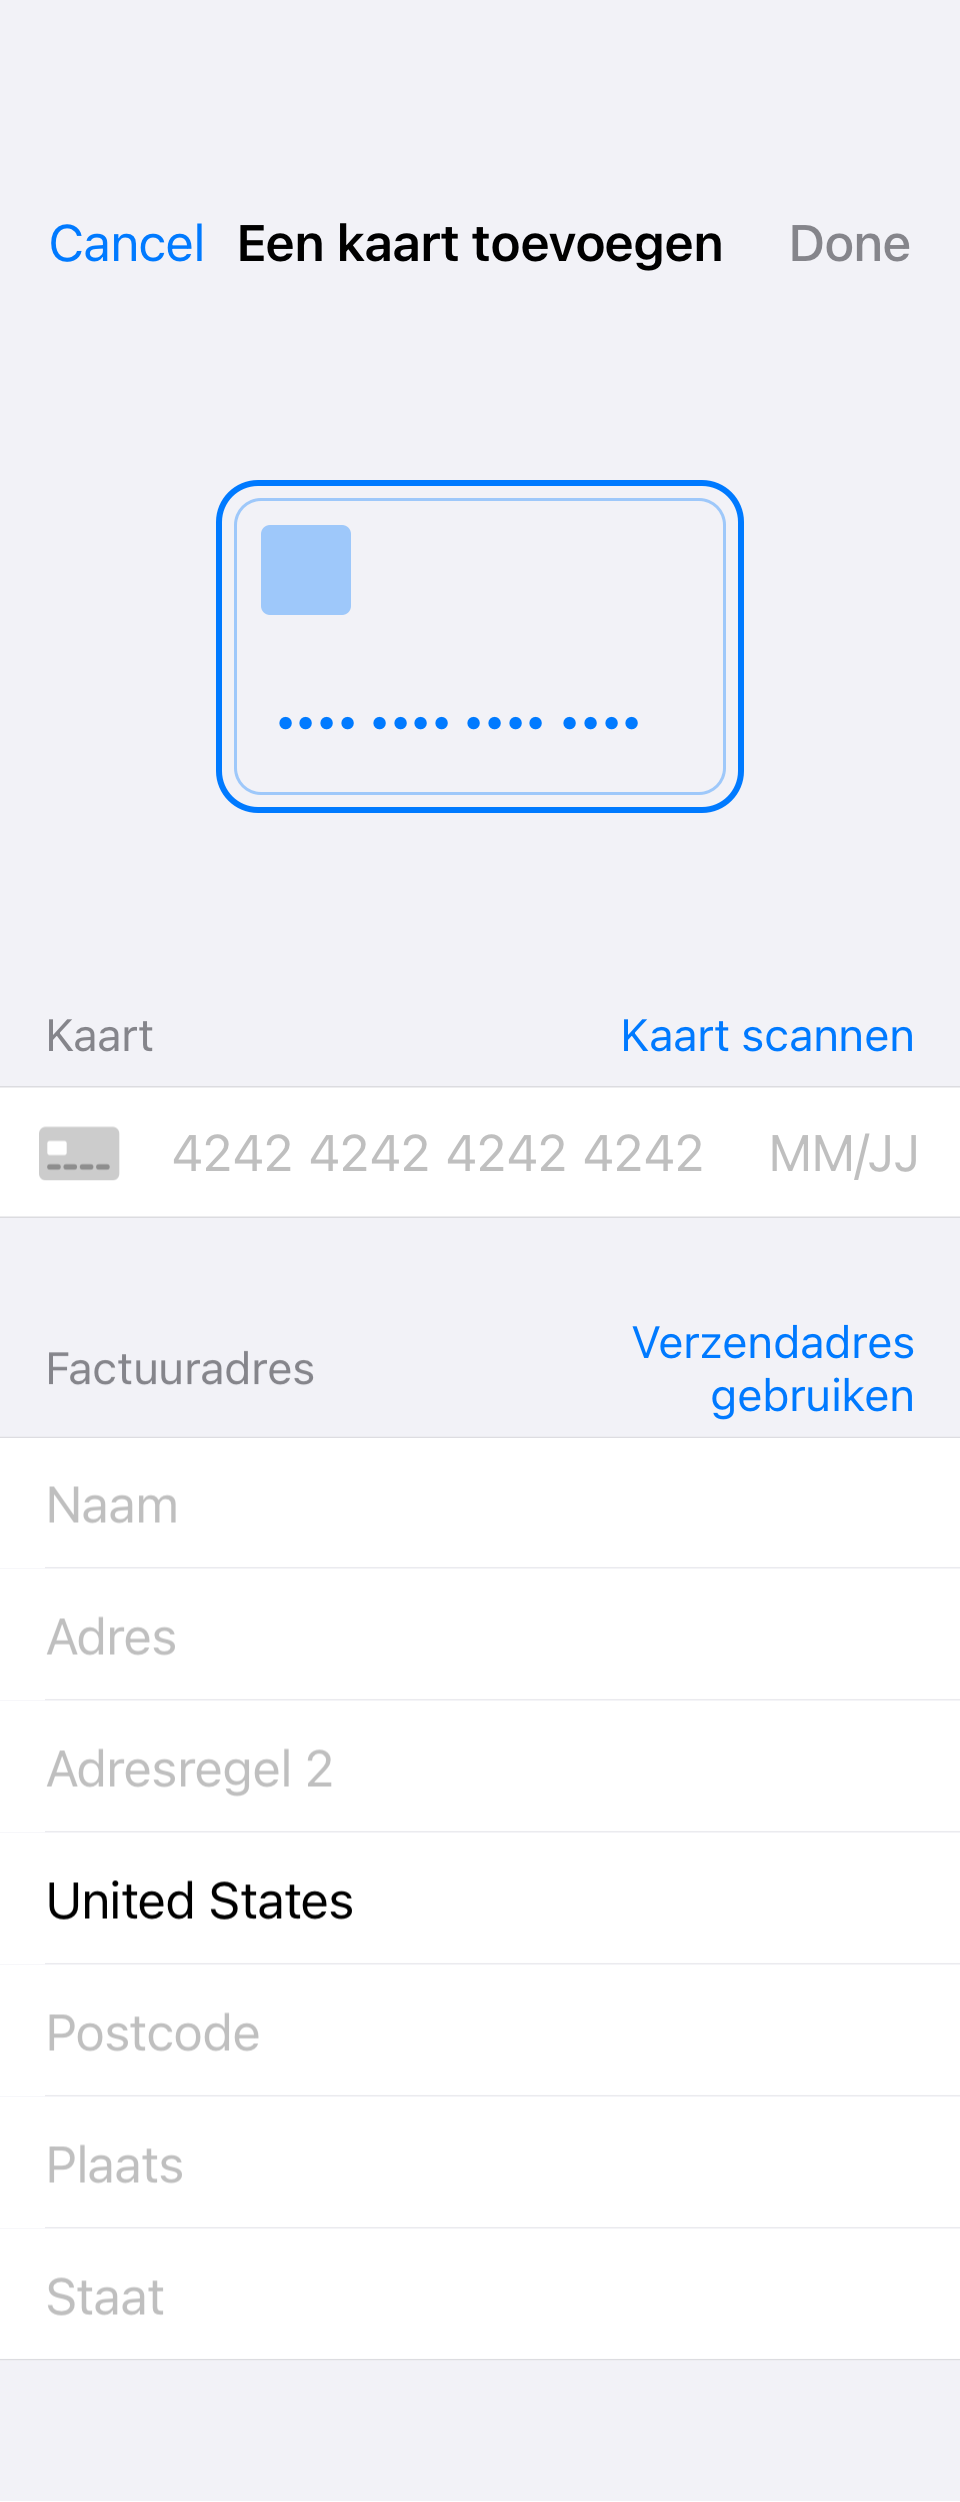 Cancel Een kaart toevoegen Done
Kaart Kaart scannen
4242 4242 4242 4242 MM/JJ
Factuuradres Verzendadres
gebruiken
Naam
Adres
Adresregel 2
United States
Postcode
Plaats
Staat